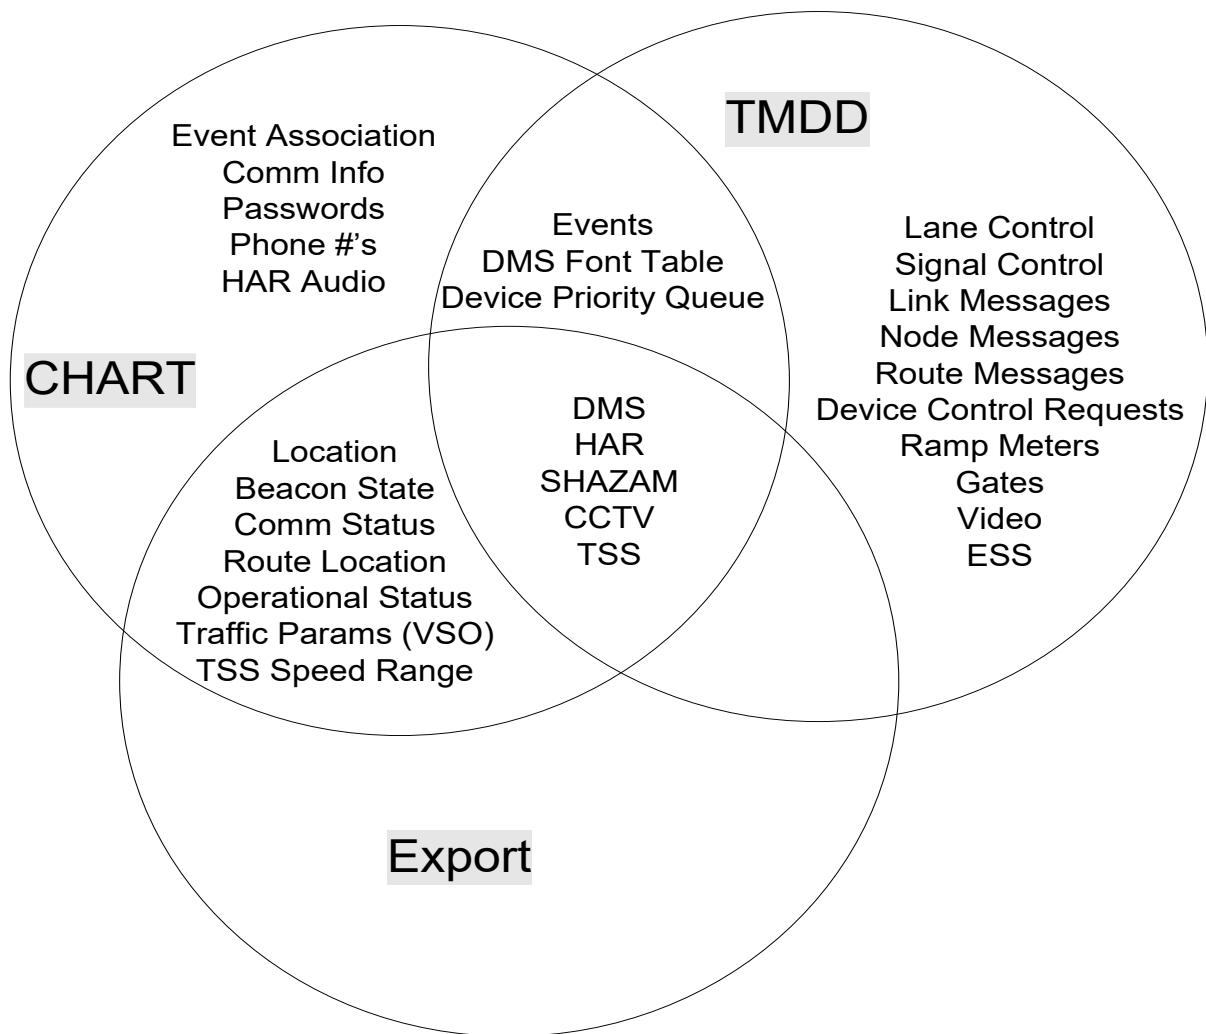 TMDD
Event Association
Comm Info
Passwords
Phone #’s
HAR Audio
Events
DMS Font Table
Device Priority Queue
Lane Control
Signal Control
Link Messages
Node Messages
Route Messages
Device Control Requests
Ramp Meters
Gates
Video
ESS
CHART
DMS
HAR
SHAZAM
CCTV
TSS
Location
Beacon State
Comm Status
Route Location
Operational Status
Traffic Params (VSO)
TSS Speed Range
Export